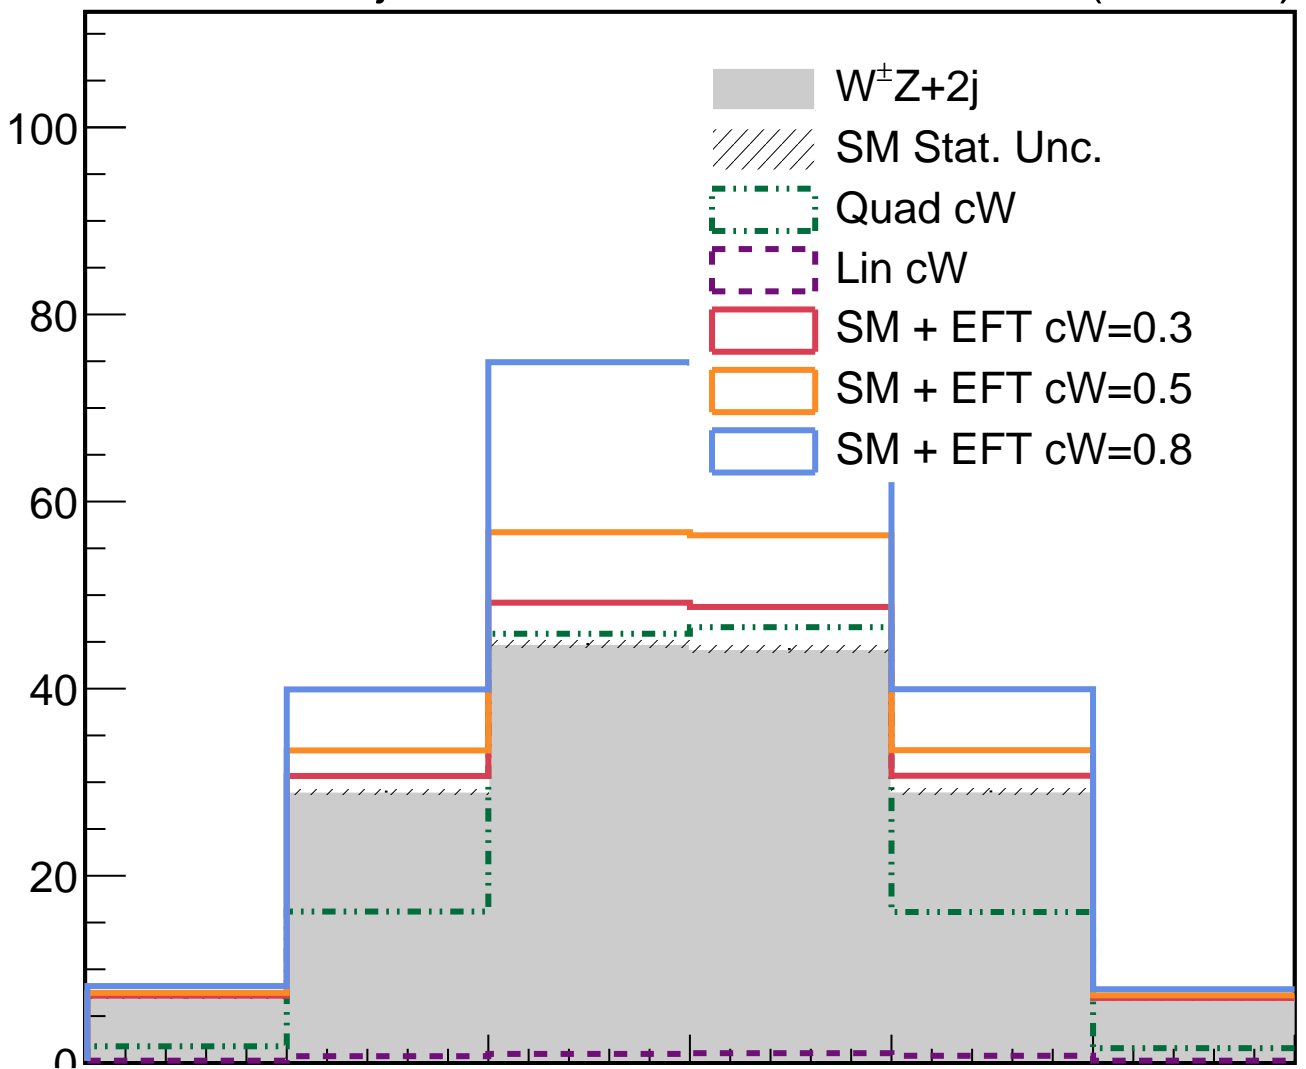 W±Z+2j
SM Stat. Unc.
Quad cW
Lin cW
SM + EFT cW=0.3
SM + EFT cW=0.5
SM + EFT cW=0.8
100
80
60
40
20
0